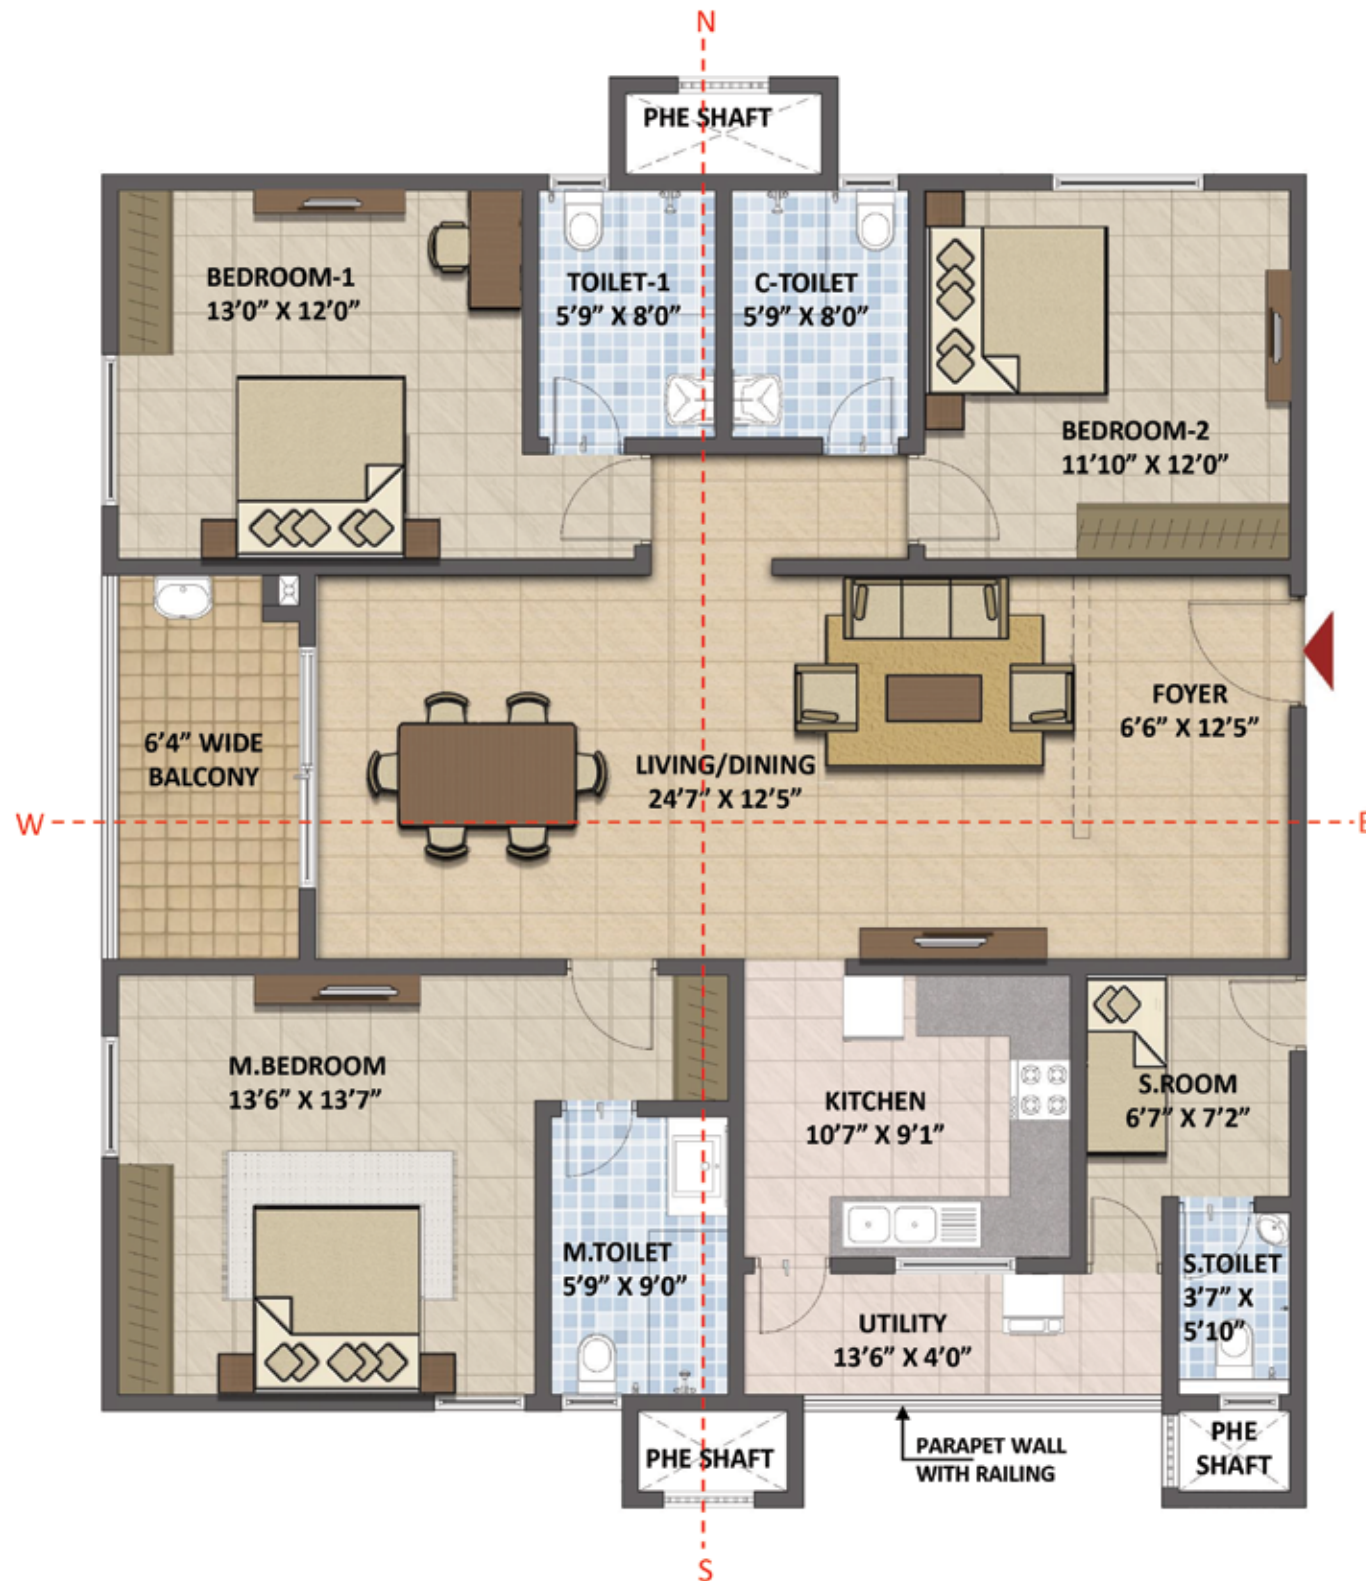 N
PHE SHAFT
BEDROOM-1
13’0” X 12’0”
TOILET-1
5’9” X 8’0”
C-TOILET
5’9” X 8’0”
BEDROOM-2
11’10” X 12’0”
FOYER
6’6” X 12’5”
6’4” WIDE
BALCONY
LIVING/DINING
24’7” X 12’5”
W
E
M.BEDROOM
13’6” X 13’7”
KITCHEN
10’7” X 9’1”
S.ROOM
6’7” X 7’2”
M.TOILET
5’9” X 9’0”
S.TOILET
3’7” X
5’10”
UTILITY
13’6” X 4’0”
PHE SHAFT
PARAPET WALL
WITH RAILING
PHE
SHAFT
S